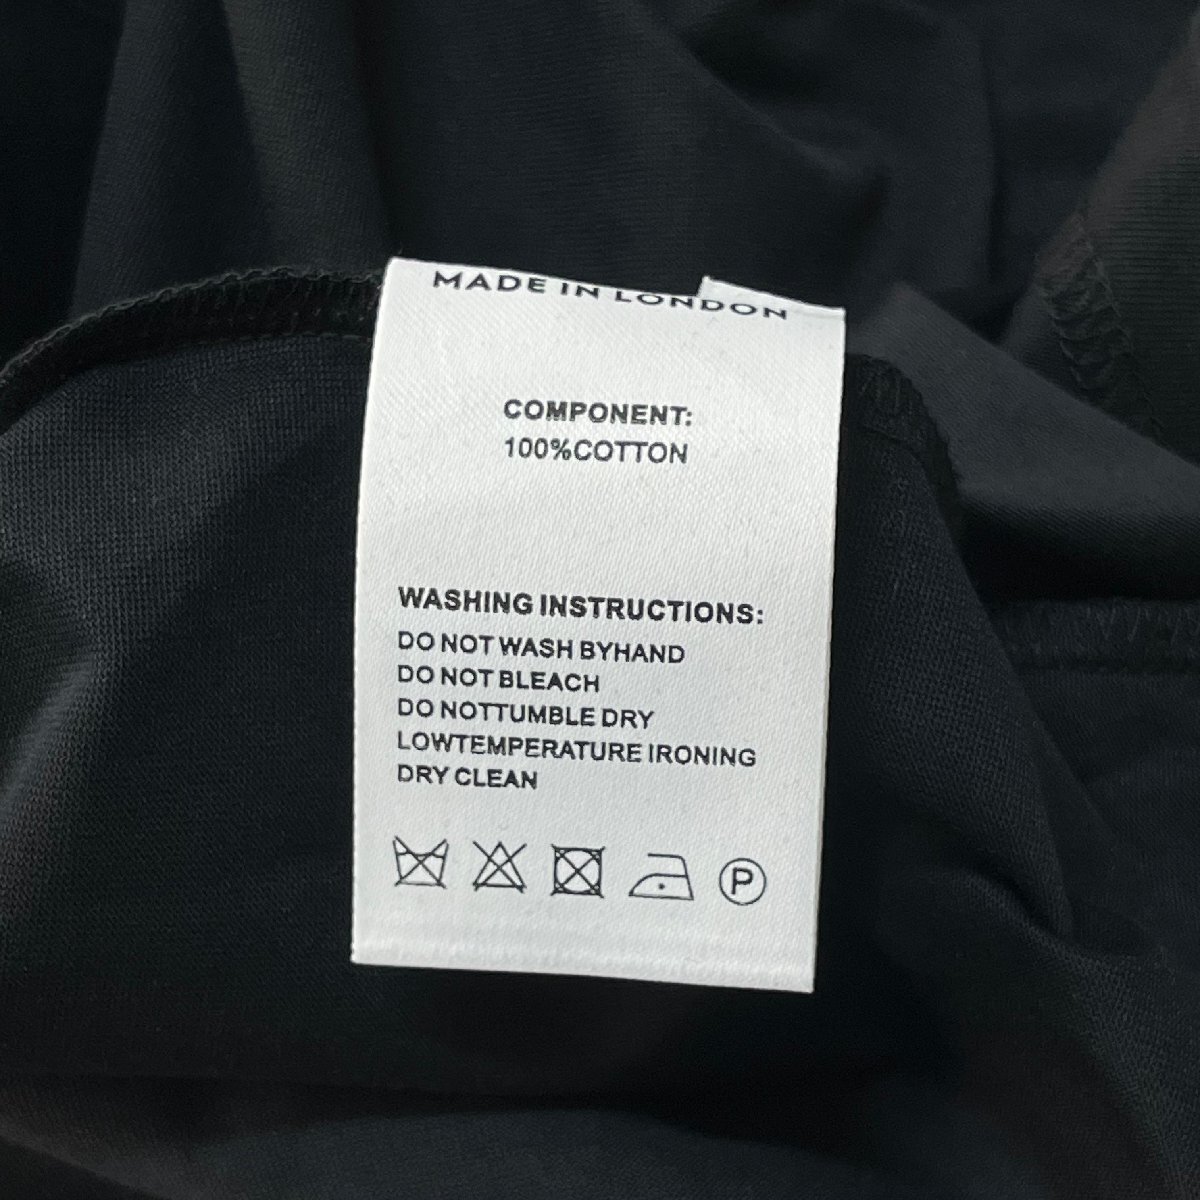 MADE IN LONDON
COMPONENT:
100%COTTON
WASHING INSTRUCTIONS:
DO NOT WASH BYHAND
DO NOT BLEACH
DO NOTTUMBLE DRY
LOWTEMPERATURE IRONING
DRY CLEAN
P